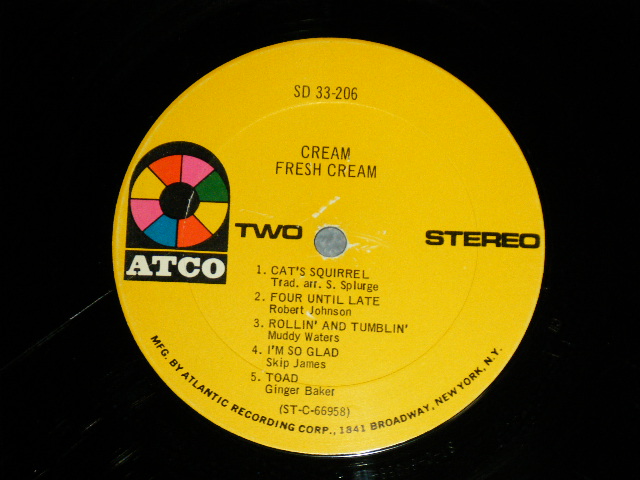 SD 33-206
CREAM
FRESH CREAM
TWO
STEREO
ATCO
1. CAT'S SQUIRREL
Trad. arr. S. Splurge
2. FOUR UNTIL LATE
Robert Johnson
3. ROLLIN' AND TUMBLIN'
Muddy Waters
4. I'M SO GLAD
Skip James
5. TOAD
Ginger Baker
(ST-C-66958)
MFG. BY ATLANTIC RECORDING CORP., 1841 BROADWAY, NEW YORK, N.Y.